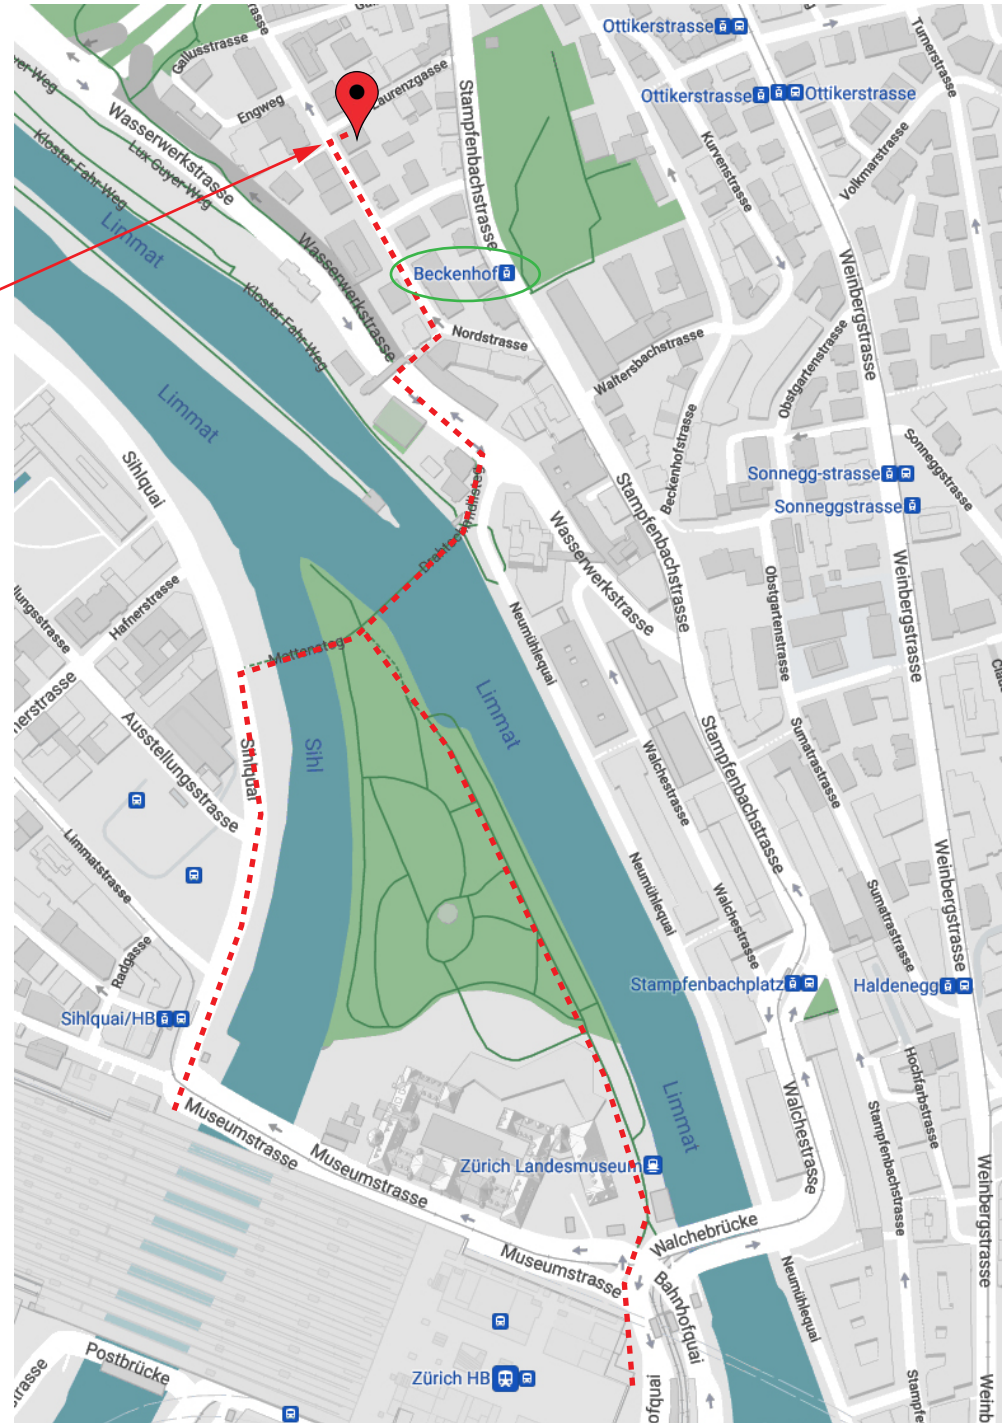 Ottikerstrasse
Gallusstrasse
Turnerstrasse
Laurenzgasse
Ottikerstrasse
Ottikerstrasse
Engweg
Stampfenbachstrasse
Wasserwerkstrasse
Lux-Guyer-Weg
Kloster-Fahr-Weg
Kurvenstrasse
Volkmarstrasse
Limmat
Wasserwerkstrasse
Beckenhof
Weinbergstrasse
Kloster-Fahr-Weg
Nordstrasse
Waltersbachstrasse
Obstgartenstrasse
Limmat
Beckenhofstrasse
Sonneggstrasse
Sihlquai
Sonnegg-strasse
Sonneggstrasse
Stampfenbachstrasse
Drahtschmidlisteg
Wasserwerkstrasse
Weinbergstrasse
Hafnerstrasse
Obstgartenstrasse
Neumühlequai
Mattensteg
Limmat
Ausstellungsstrasse
Sihlquai
Sihl
Walchestrasse
Stampfenbachstrasse
Sumatrastrasse
Limmatstrasse
Neumühlequai
Walchestrasse
Sumatrastrasse
Weinbergstrasse
Radgasse
Stampfenbachplatz
Haldenegg
Sihlquai/HB
Museumstrasse
Limmat
Walchestrasse
Hochfarbstrasse
Stampfenbachstrasse
Museumstrasse
Zürich Landesmuseum
Weinbergstrasse
Walchebrücke
Museumstrasse
Bahnhofquai
Neumühlequai
Postbrücke
Zürich HB